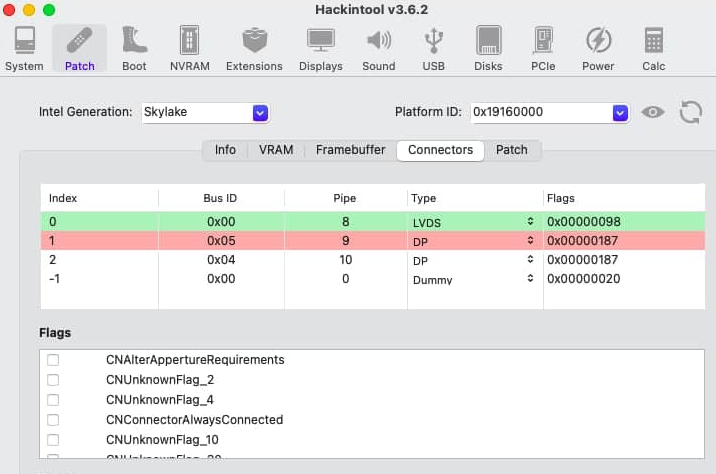 Hackintool v3.6.2
System Patch Boot NVRAM Extensions Displays Sound USB Disks PCIe Power Calc
Intel Generation: Skylake Platform ID: 0x19160000
Info VRAM Framebuffer Connectors Patch
Index Bus ID Pipe Type Flags
0 0x00 8 LVDS 0x00000098
1 0x05 9 DP 0x00000187
2 0x04 10 DP 0x00000187
-1 0x00 0 Dummy 0x00000020
Flags
CNAlterAppertureRequirements
CNUnknownFlag_2
CNUnknownFlag_4
CNConnectorAlwaysConnected
CNUnknownFlag_10